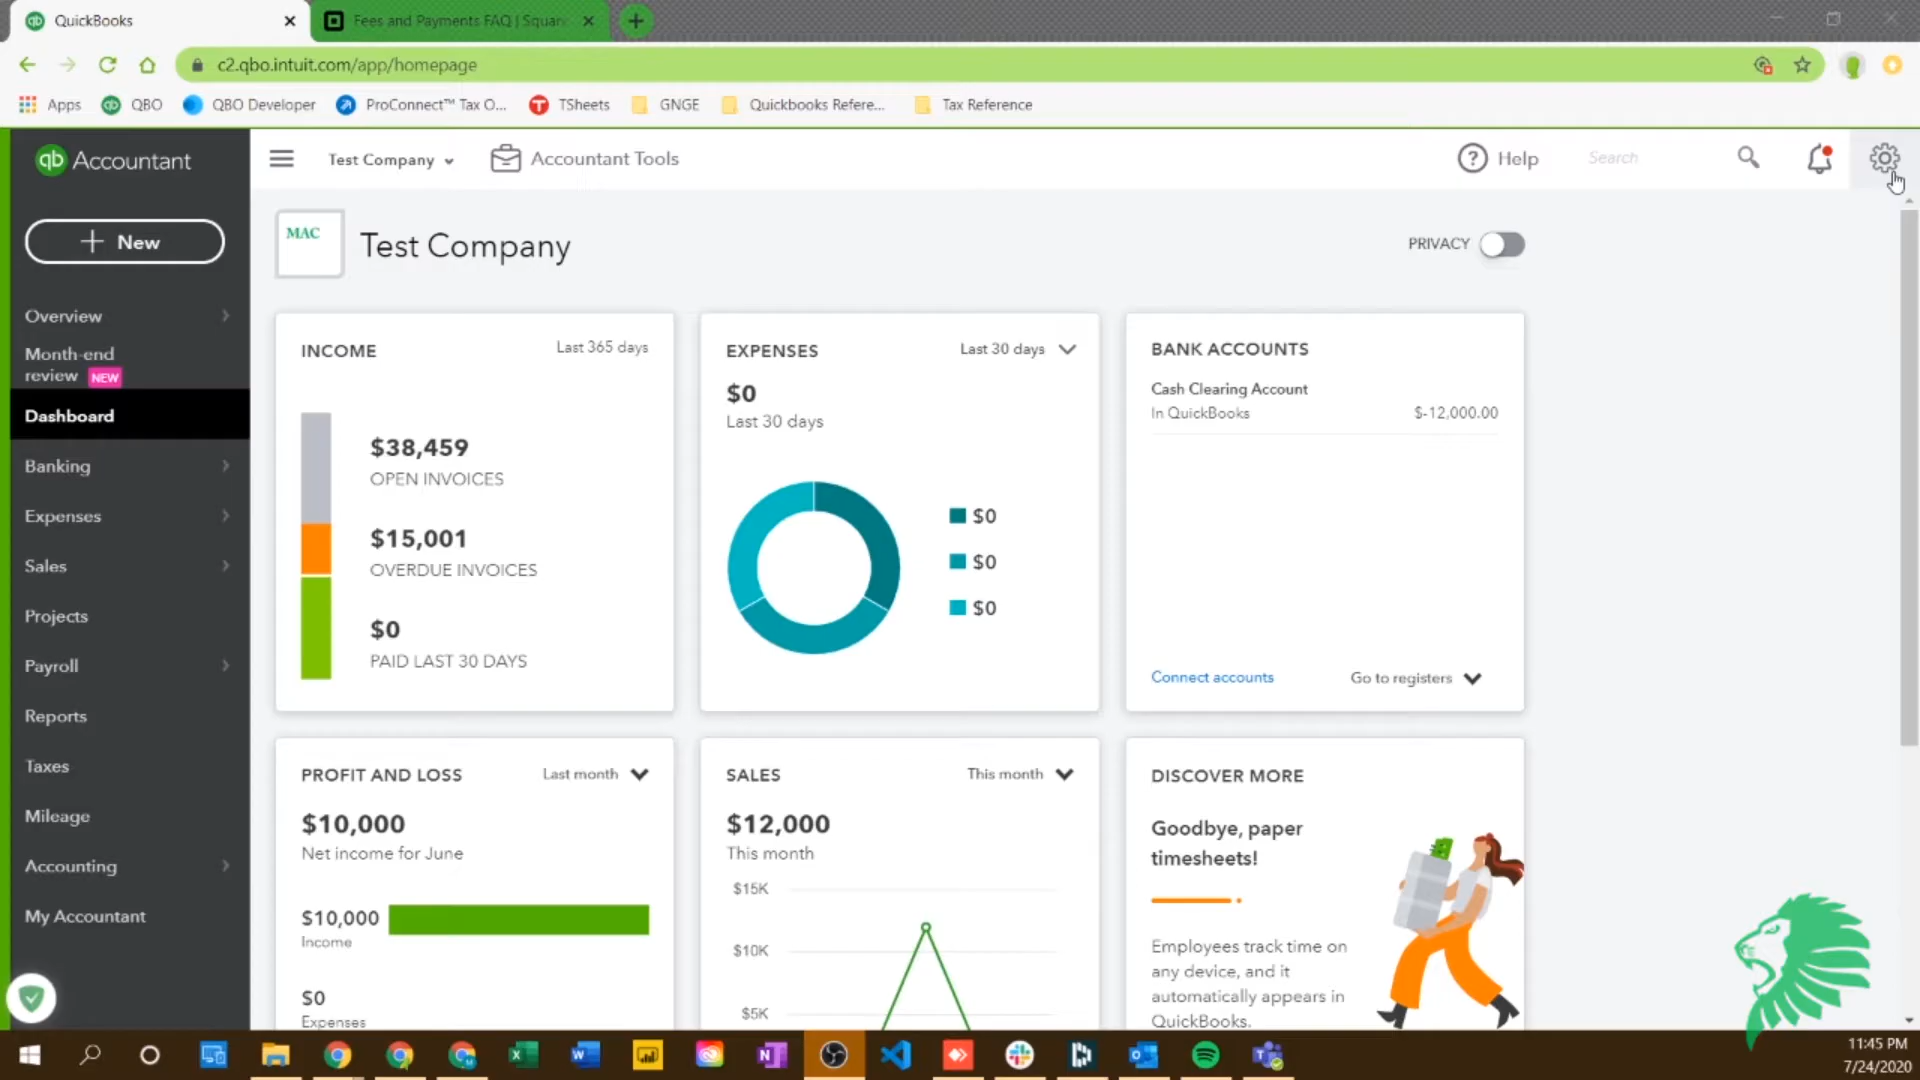 QuickBooks
Fees and Payments FAQ | Squar
c2.qbo.intuit.com/app/homepage
Apps
QBO
QBO Developer
ProConnect™ Tax O...
TSheets
GNGE
Quickbooks Refere...
Tax Reference
qb Accountant
Test Company
Accountant Tools
? Help
Search
+ New
MAC
Test Company
PRIVACY
Overview
Month-end
review NEW
Dashboard
Banking
Expenses
Sales
Projects
Payroll
Reports
Taxes
Mileage
Accounting
My Accountant
INCOME
Last 365 days
$38,459
OPEN INVOICES
$15,001
OVERDUE INVOICES
$0
PAID LAST 30 DAYS
EXPENSES
Last 30 days
$0
Last 30 days
$0
$0
$0
BANK ACCOUNTS
Cash Clearing Account
In QuickBooks
$-12,000.00
Connect accounts
Go to registers
PROFIT AND LOSS
Last month
$10,000
Net income for June
$10,000
Income
$0
Expenses
SALES
This month
$12,000
This month
$15K
$10K
$5K
DISCOVER MORE
Goodbye, paper
timesheets!
Employees track time on
any device, and it
automatically appears in
QuickBooks.
11:45 PM
7/24/2020